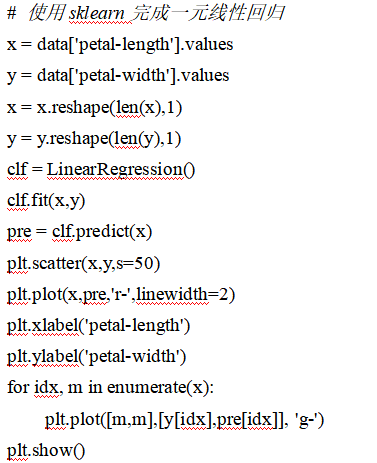 # 使用 sklearn 完成一元线性回归
x = data['petal-length'].values
y = data['petal-width'].values
x = x.reshape(len(x),1)
y = y.reshape(len(y),1)
clf = LinearRegression()
clf.fit(x,y)
pre = clf.predict(x)
plt.scatter(x,y,s=50)
plt.plot(x,pre,'r-',linewidth=2)
plt.xlabel('petal-length')
plt.ylabel('petal-width')
for idx, m in enumerate(x):
    plt.plot([m,m],[y[idx],pre[idx]], 'g-')
plt.show()